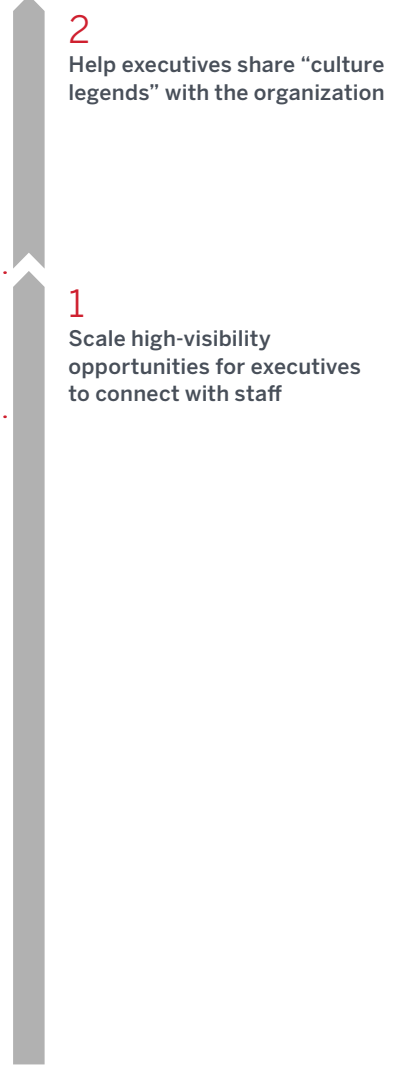 2
Help executives share “culture
legends” with the organization
1
Scale high-visibility
opportunities for executives
to connect with staff